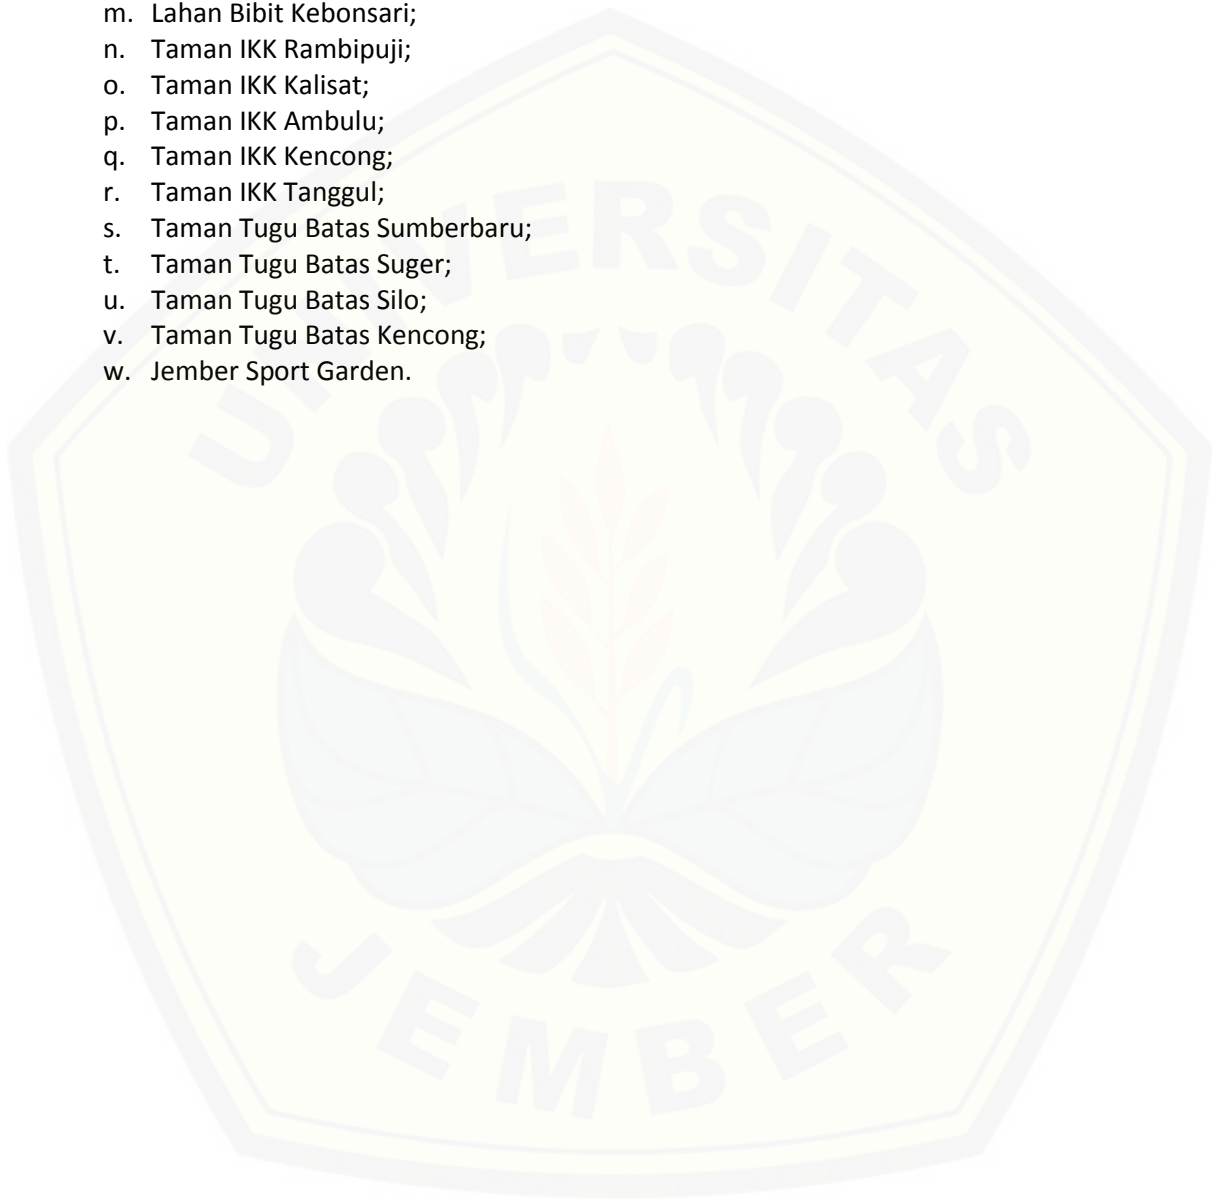 m. Lahan Bibit Kebonsari;
n. Taman IKK Rambipuji;
o. Taman IKK Kalisat;
p. Taman IKK Ambulu;
q. Taman IKK Kencong;
r. Taman IKK Tanggul;
s. Taman Tugu Batas Sumberbaru;
t. Taman Tugu Batas Suger;
u. Taman Tugu Batas Silo;
v. Taman Tugu Batas Kencong;
w. Jember Sport Garden.
UNIVERSITAS
JEMBER